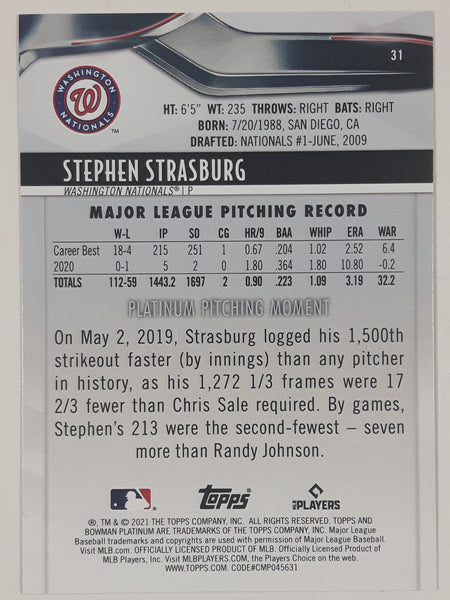 31
WASHINGTON
W
NATIONALS
TM
HT: 6'5" WT: 235 THROWS: RIGHT BATS: RIGHT
BORN: 7/20/1988, SAN DIEGO, CA
DRAFTED: NATIONALS #1-JUNE, 2009
STEPHEN STRASBURG
WASHINGTON NATIONALS® | P
MAJOR LEAGUE PITCHING RECORD
W-L IP SO CG HR/9 BAA WHIP ERA WAR
Career Best 18-4 215 251 1 0.67 .204 1.02 2.52 6.4
2020 0-1 5 2 0 1.80 .364 1.80 10.80 -0.2
TOTALS 112-59 1443.2 1697 2 0.90 .223 1.09 3.19 32.2
PLATINUM PITCHING MOMENT
On May 2, 2019, Strasburg logged his 1,500th
strikeout faster (by innings) than any pitcher
in history, as his 1,272 1/3 frames were 17
2/3 fewer than Chris Sale required. By games,
Stephen's 213 were the second-fewest – seven
more than Randy Johnson.
topps
PLAYERS
®, TM & © 2021 THE TOPPS COMPANY, INC. ALL RIGHTS RESERVED. TOPPS AND
BOWMAN PLATINUM ARE TRADEMARKS OF THE TOPPS COMPANY, INC. Major League
Baseball trademarks and copyrights are used with permission of Major League Baseball.
Visit MLB.com. OFFICIALLY LICENSED PRODUCT OF MLB. OFFICIALLY LICENSED PRODUCT OF
MLB Players, Inc. Visit MLBPLAYERS.com, the Players Choice on the web.
WWW.TOPPS.COM. CODE#CMP045631